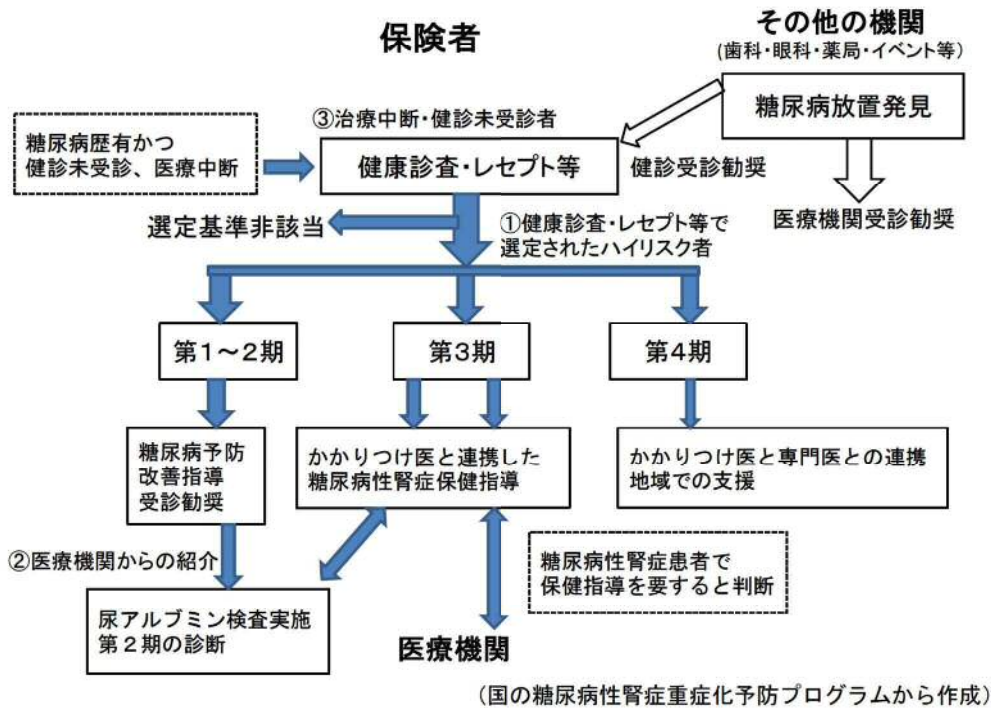 保険者
その他の機関
(歯科・眼科・薬局・イベント等)
糖尿病放置発見
③治療中断・健診未受診者
糖尿病歴有かつ
健診未受診、医療中断
健康診査・レセプト等
健診受診勧奨
医療機関受診勧奨
選定基準非該当
①健康診査・レセプト等で
選定されたハイリスク者
第1~2期
第3期
第4期
糖尿病予防
改善指導
受診勧奨
かかりつけ医と連携した
糖尿病性腎症保健指導
かかりつけ医と専門医との連携
地域での支援
②医療機関からの紹介
糖尿病性腎症患者で
保健指導を要すると判断
尿アルブミン検査実施
第2期の診断
医療機関
(国の糖尿病性腎症重症化予防プログラムから作成)